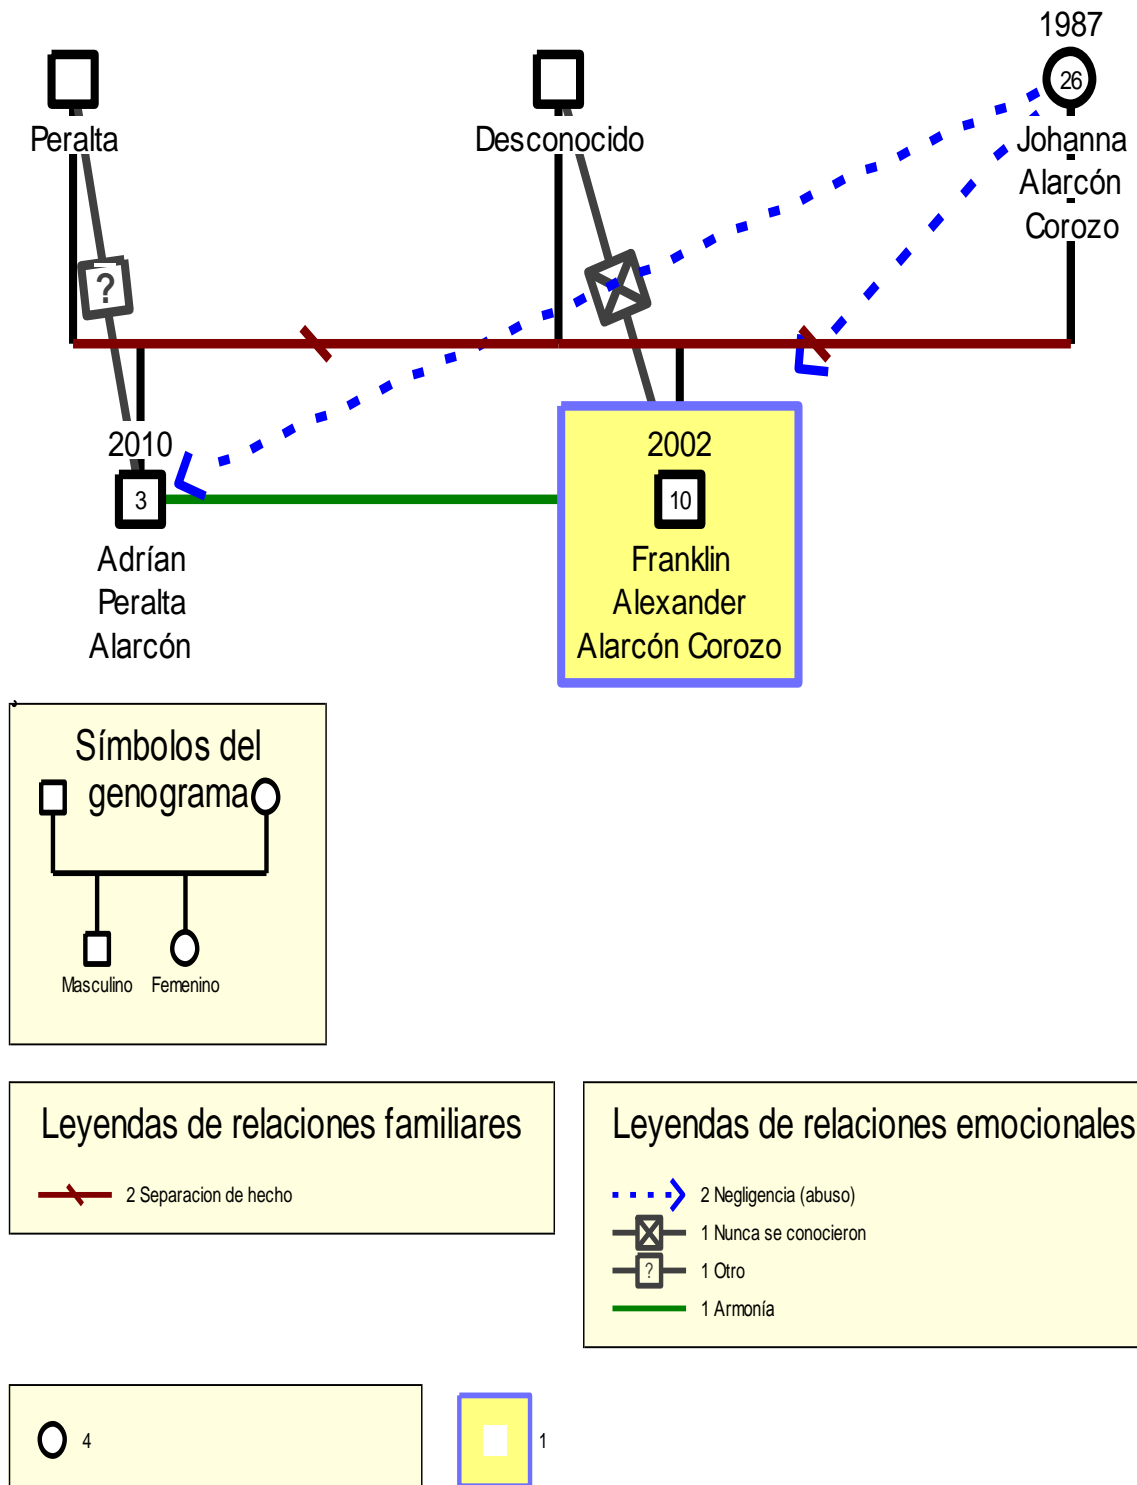 1987
26
Peralta
Desconocido
Johanna
Alarcón
Corozo
?
2010
2002
3
10
Adrían
Peralta
Alarcón
Franklin
Alexander
Alarcón Corozo
Símbolos del
genograma
Masculino
Femenino
Leyendas de relaciones familiares
2 Separacion de hecho
Leyendas de relaciones emocionales
2 Negligencia (abuso)
1 Nunca se conocieron
? 1 Otro
1 Armonía
4
1